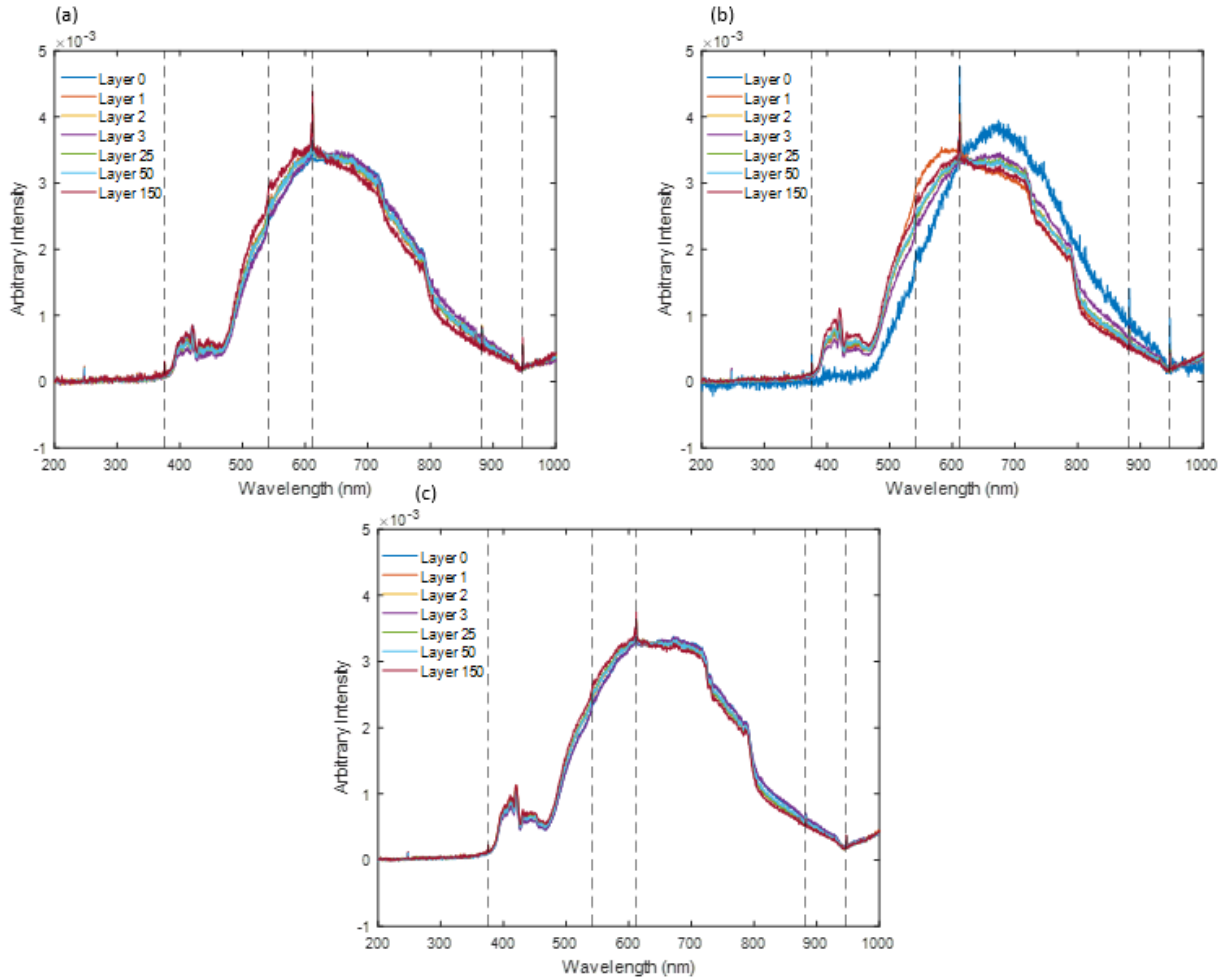 (a)
×10⁻³
5
4
3
2
1
0
-1
Layer 0
Layer 1
Layer 2
Layer 3
Layer 25
Layer 50
Layer 150
Arbitrary Intensity
200 300 400 500 600 700 800 900 1000
Wavelength (nm)
(b)
×10⁻³
5
4
3
2
1
0
-1
Layer 0
Layer 1
Layer 2
Layer 3
Layer 25
Layer 50
Layer 150
Arbitrary Intensity
200 300 400 500 600 700 800 900 1000
Wavelength (nm)
(c)
×10⁻³
5
4
3
2
1
0
-1
Layer 0
Layer 1
Layer 2
Layer 3
Layer 25
Layer 50
Layer 150
Arbitrary Intensity
200 300 400 500 600 700 800 900 1000
Wavelength (nm)